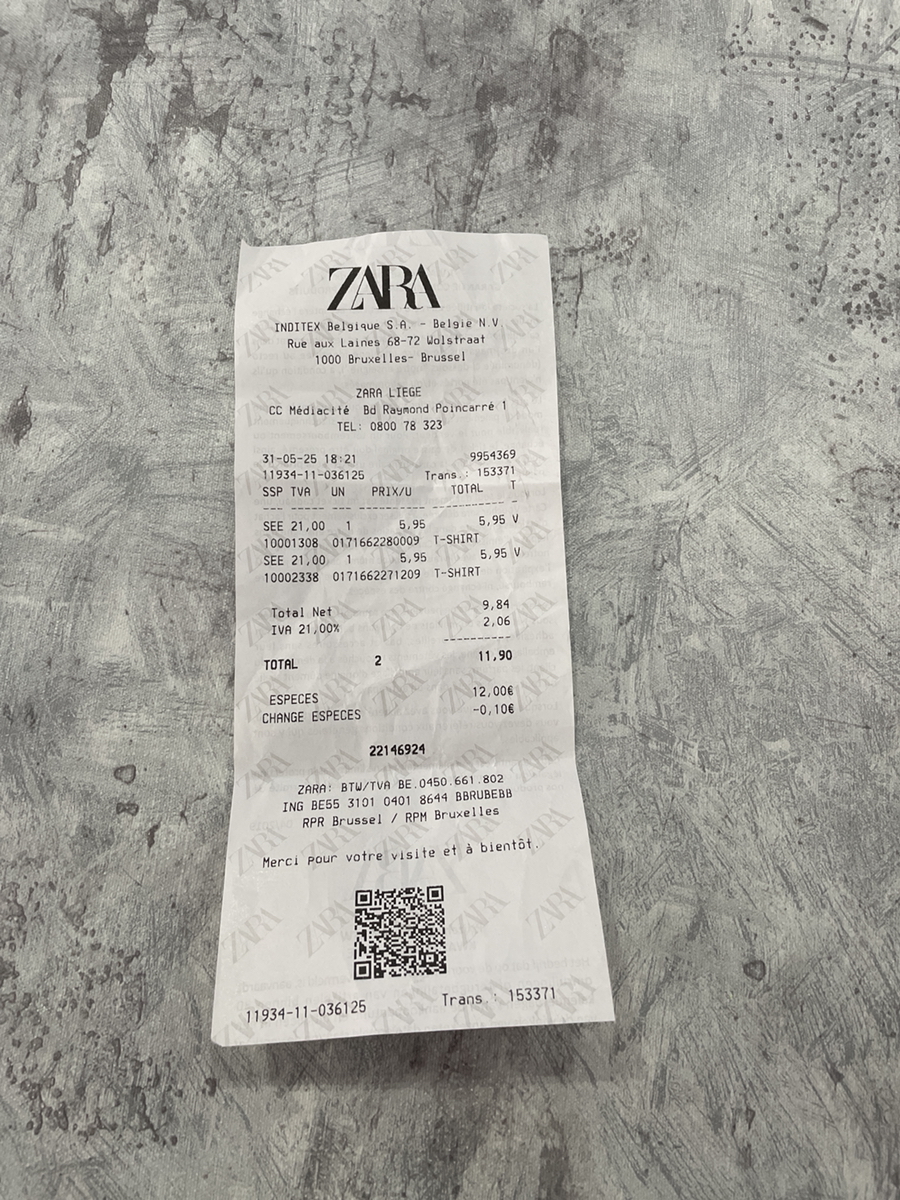 ZARA
INDITEX Belgique S.A. - Belgie N.V.
Rue aux Laines 68-72 Wolstraat
1000 Bruxelles- Brussel
ZARA LIEGE
CC Médiacité Bd Raymond Poincarré 1
TEL: 0800 78 323
31-05-25 18:21 9954369
11934-11-036125 Trans.: 153371
SSP TVA UN PRIX/U TOTAL T
--- ----- --- ---------- ----------- -
SEE 21,00 1 5,95 5,95 V
10001308 0171662280009 T-SHIRT
SEE 21,00 1 5,95 5,95 V
10002338 0171662271209 T-SHIRT
Total Net 9,84
IVA 21,00% 2,06
----------
TOTAL 2 11,90
ESPECES 12,00€
CHANGE ESPECES -0,10€
22146924
ZARA: BTW/TVA BE.0450.661.802
ING BE55 3101 0401 8644 BBRUBEBB
RPR Brussel / RPM Bruxelles
Merci pour votre visite et à bientôt.
11934-11-036125 Trans.: 153371